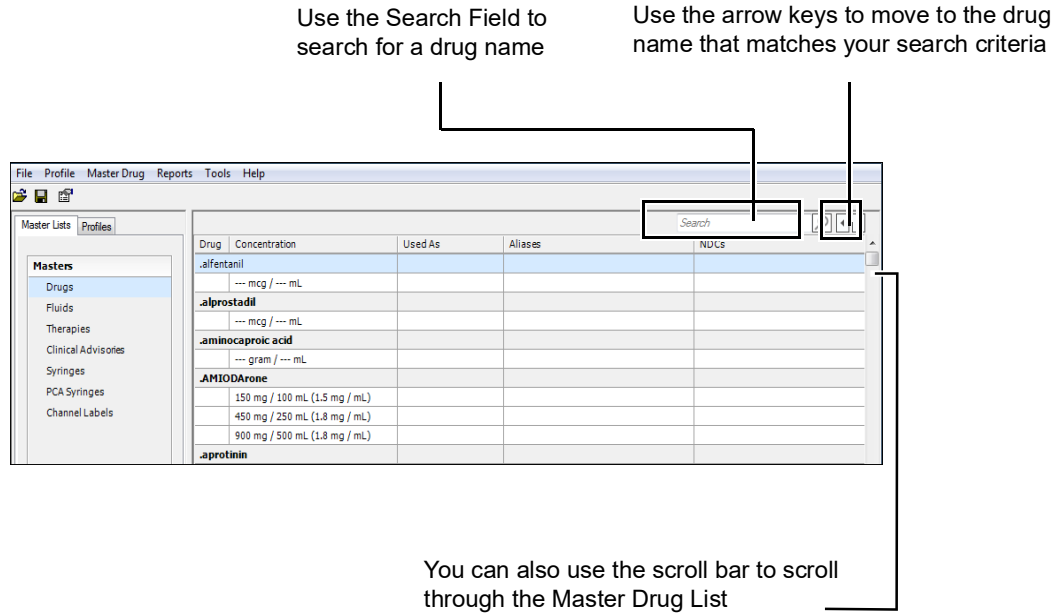 Use the Search Field to
search for a drug name
Use the arrow keys to move to the drug
name that matches your search criteria
File Profile Master Drug Reports Tools Help
Master Lists Profiles
Search
Drug Concentration Used As Aliases NDCs
Masters
Drugs
Fluids
Therapies
Clinical Advisories
Syringes
PCA Syringes
Channel Labels
.alfentanil
--- mcg / --- mL
.alprostadil
--- mcg / --- mL
.aminocaproic acid
--- gram / --- mL
.AMIODArone
150 mg / 100 mL (1.5 mg / mL)
450 mg / 250 mL (1.8 mg / mL)
900 mg / 500 mL (1.8 mg / mL)
.aprotinin
You can also use the scroll bar to scroll
through the Master Drug List